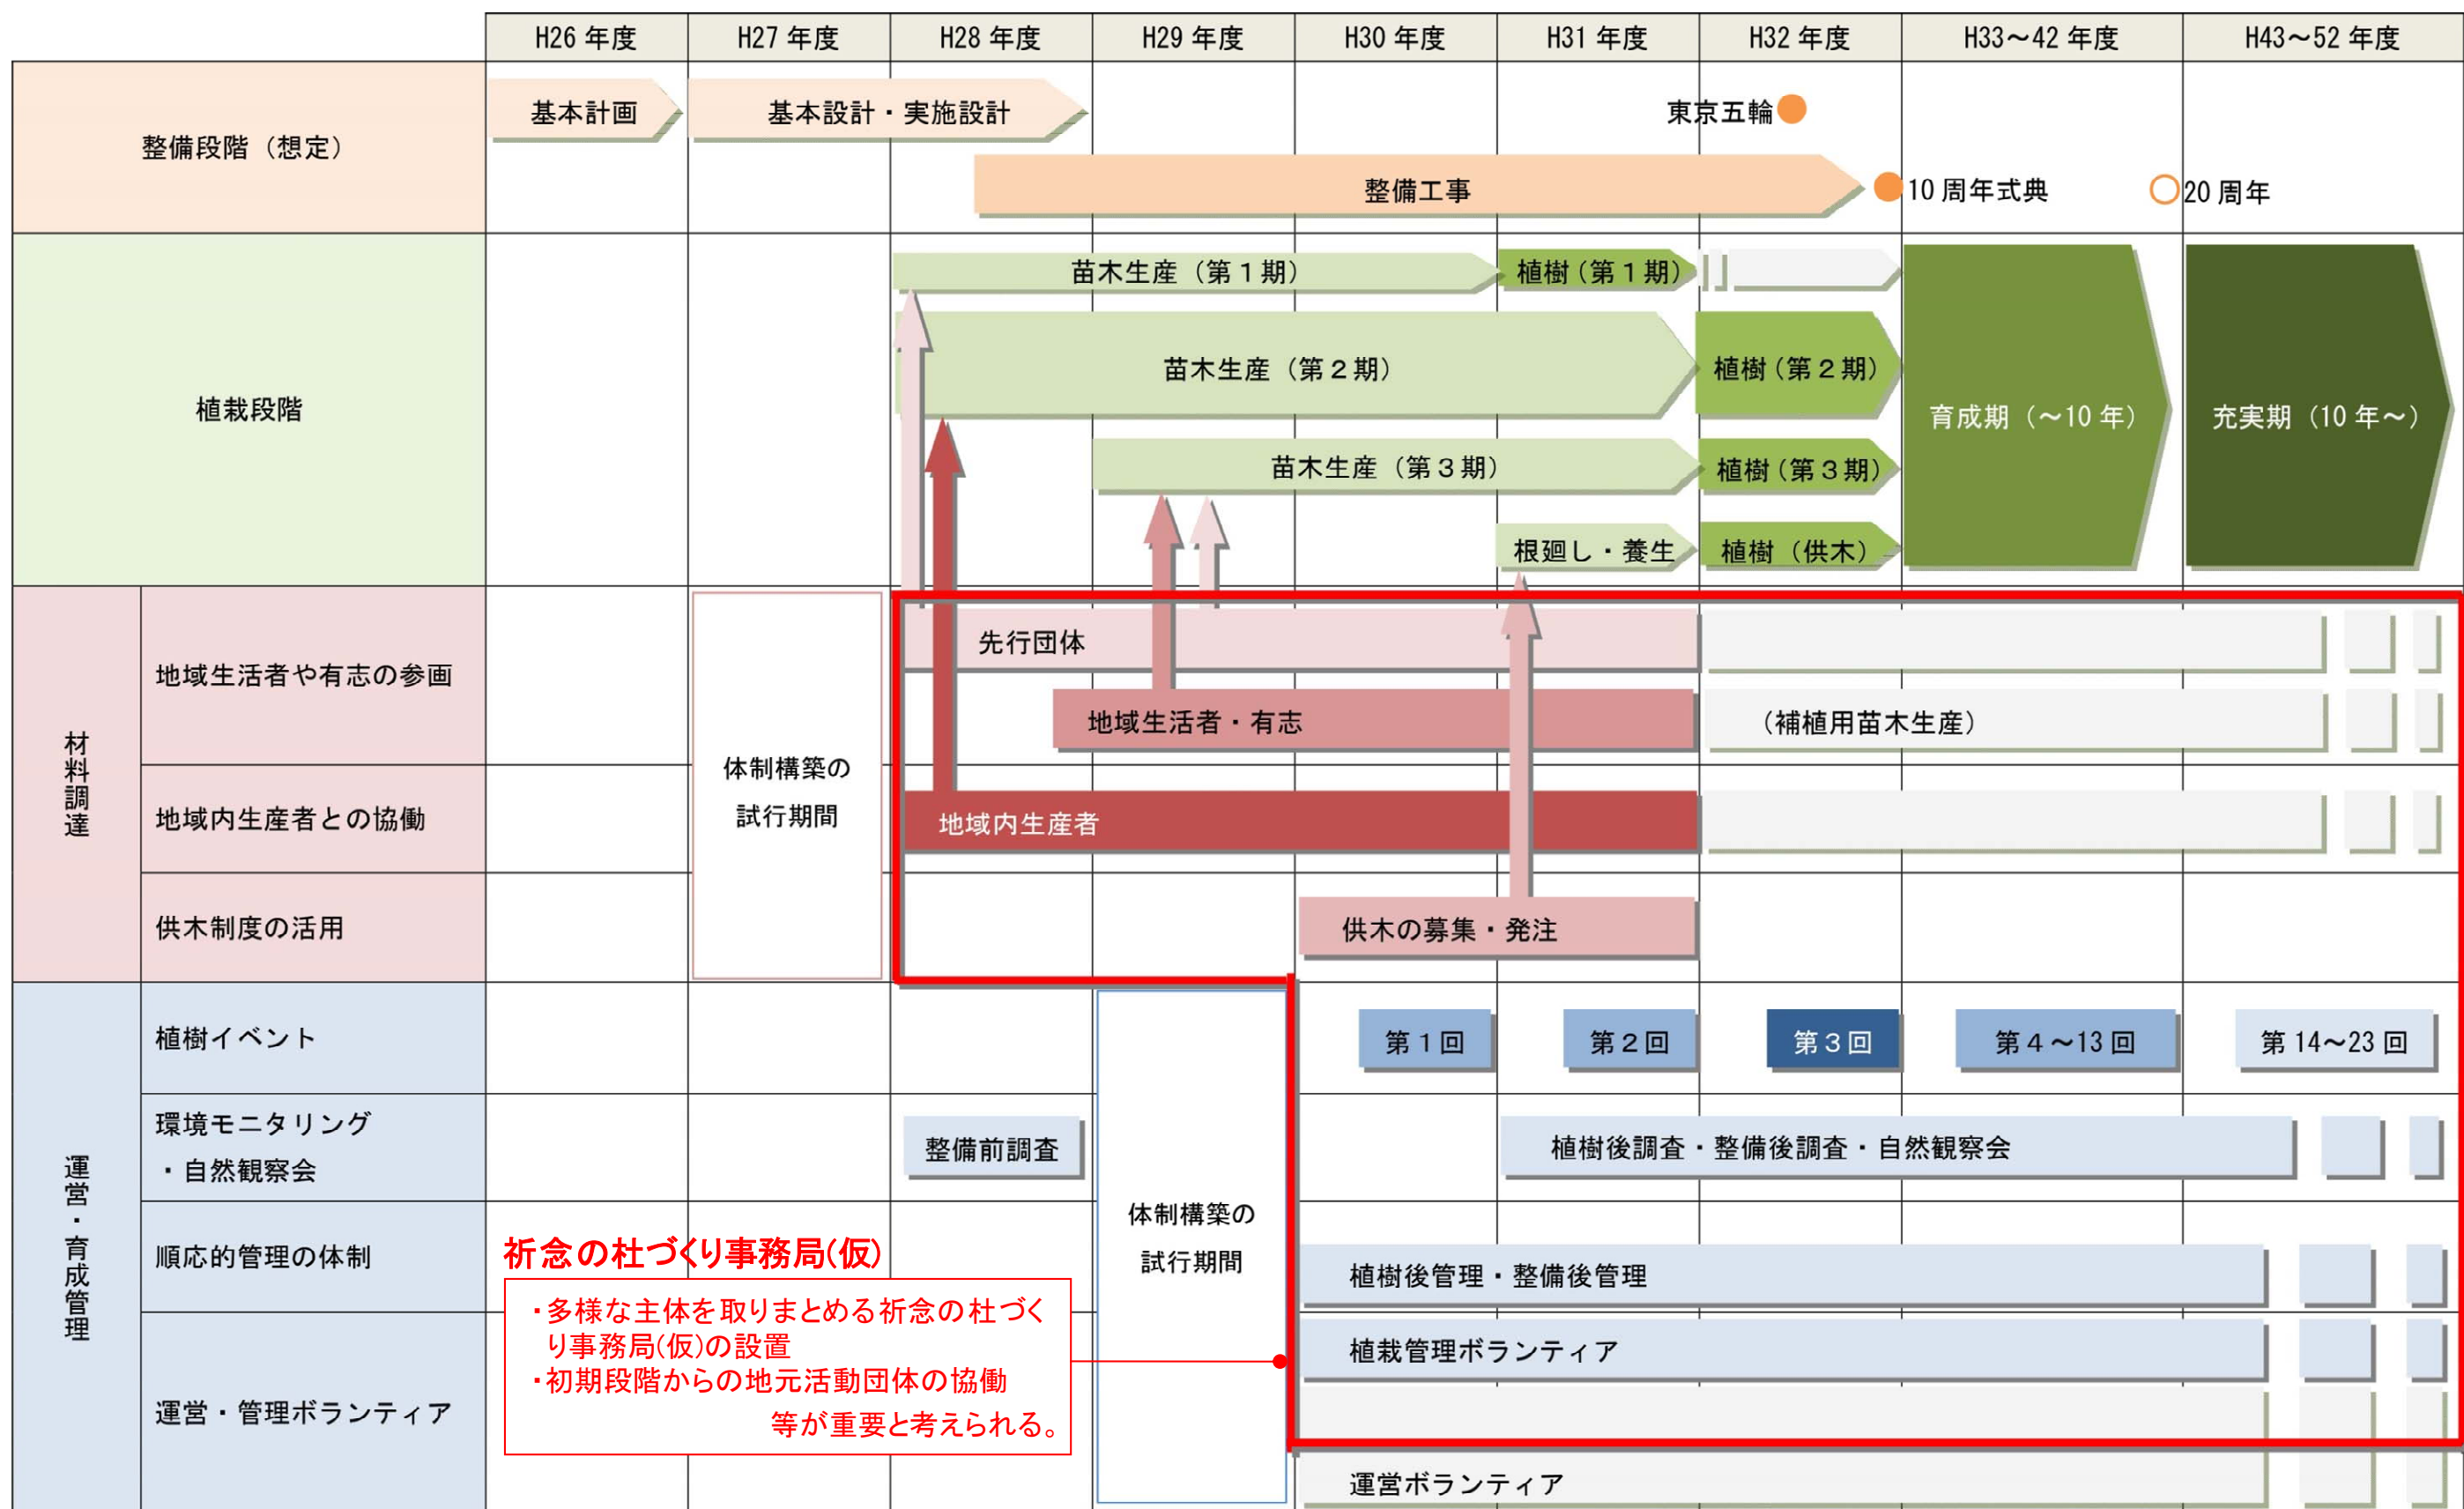 H26 年度
H27 年度
H28 年度
H29 年度
H30 年度
H31 年度
H32 年度
H33～42 年度
H43～52 年度
整備段階（想定）
基本計画
基本設計・実施設計
東京五輪
整備工事
10 周年式典
20 周年
植栽段階
苗木生産（第１期）
植樹（第１期）
苗木生産（第２期）
植樹（第２期）
苗木生産（第３期）
植樹（第３期）
根廻し・養生
植樹（供木）
育成期（～10 年）
充実期（10 年～）
材料調達
地域生活者や有志の参画
体制構築の
試行期間
先行団体
地域生活者・有志
（補植用苗木生産）
地域内生産者との協働
地域内生産者
供木制度の活用
供木の募集・発注
運営・育成管理
植樹イベント
体制構築の
試行期間
第１回
第２回
第３回
第４～13 回
第 14～23 回
環境モニタリング
・自然観察会
整備前調査
植樹後調査・整備後調査・自然観察会
順応的管理の体制
植樹後管理・整備後管理
運営・管理ボランティア
植栽管理ボランティア
運営ボランティア
祈念の杜づくり事務局(仮)
・多様な主体を取りまとめる祈念の杜づく
り事務局(仮)の設置
・初期段階からの地元活動団体の協働
等が重要と考えられる。